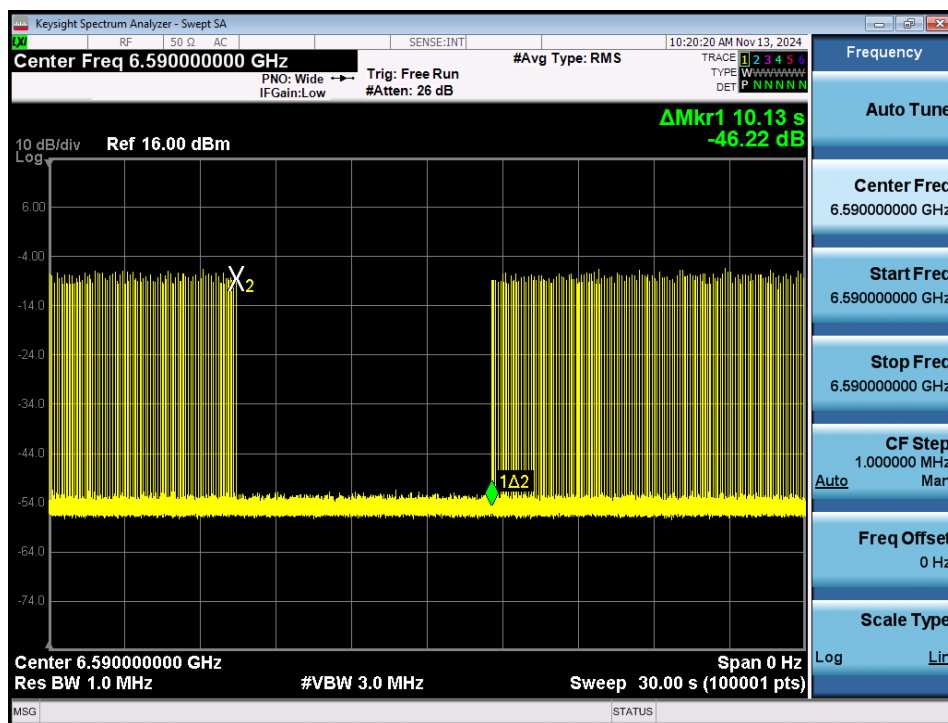 Keysight Spectrum Analyzer - Swept SA
LXI RF 50 Ω AC SENSE:INT 10:20:20 AM Nov 13, 2024
Center Freq 6.590000000 GHz
#Avg Type: RMS
TRACE 1 2 3 4 5 6
PNO: Wide
Trig: Free Run
TYPE WWWWWW
IFGain:Low
#Atten: 26 dB
DET P N N N N N
ΔMkr1 10.13 s
-46.22 dB
10 dB/div Ref 16.00 dBm
Log
6.00
-4.00
-14.0
-24.0
-34.0
-44.0
-54.0
-64.0
-74.0
X2
1Δ2
Center 6.590000000 GHz Span 0 Hz
Res BW 1.0 MHz #VBW 3.0 MHz Sweep 30.00 s (100001 pts)
MSG STATUS
Frequency
Auto Tune
Center Freq
6.590000000 GHz
Start Freq
6.590000000 GHz
Stop Freq
6.590000000 GHz
CF Step
1.000000 MHz
Auto Man
Freq Offset
0 Hz
Scale Type
Log Lin